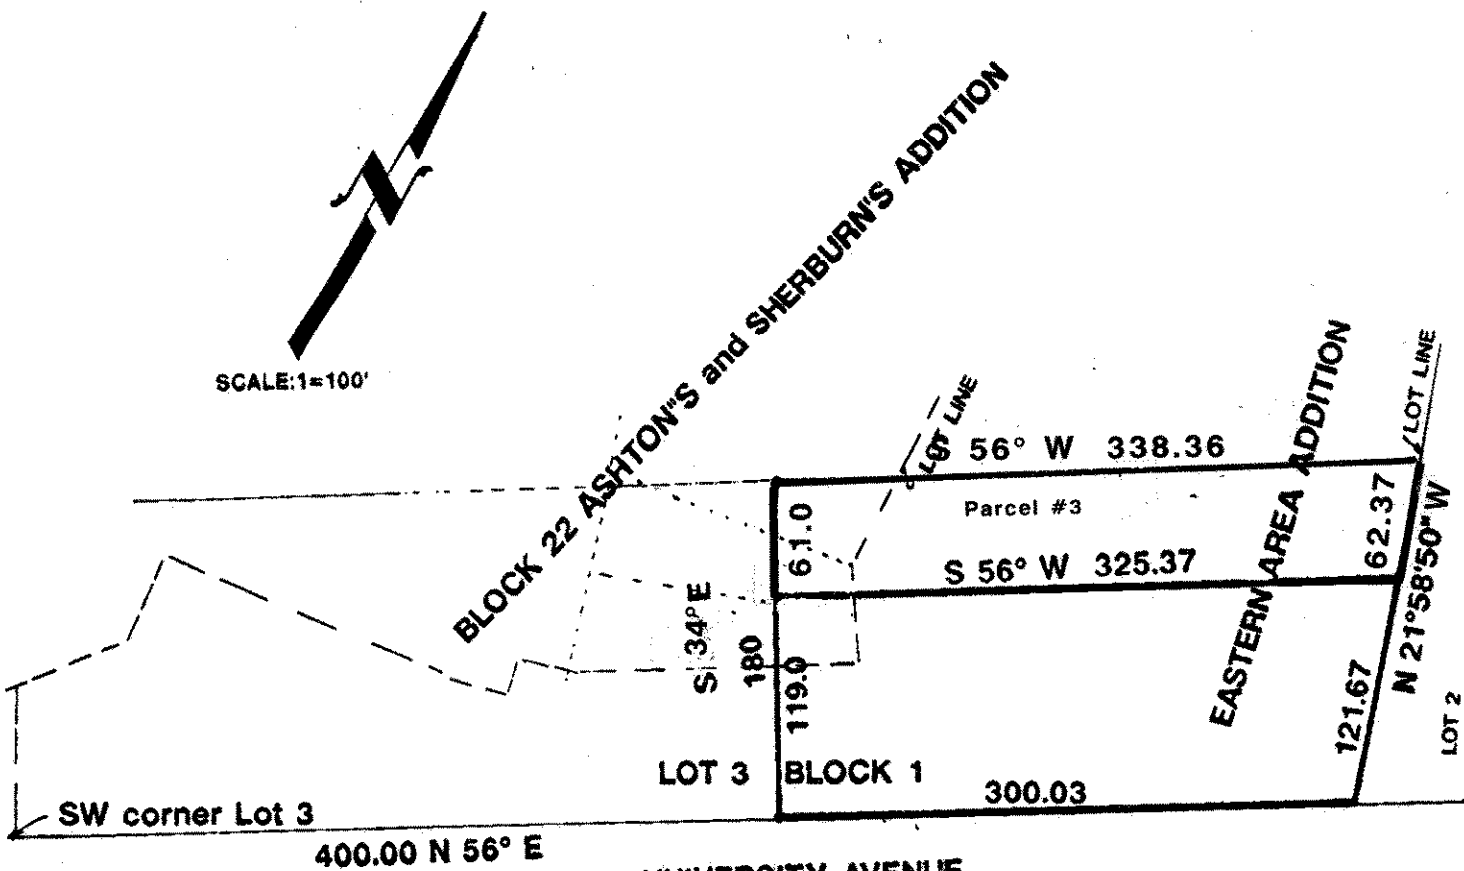 SCALE:1=100'
BLOCK 22 ASHTON"S and SHERBURN'S ADDITION
LOT LINE
S 56° W 338.36
LOT LINE
EASTERN AREA ADDITION
Parcel #3
61.0
62.37
S 56° W 325.37
N 21°58'50" W
S 34° E
180
119.0
121.67
LOT 2
LOT 3 BLOCK 1
300.03
SW corner Lot 3
400.00 N 56° E
UNIVERSITY AVENUE